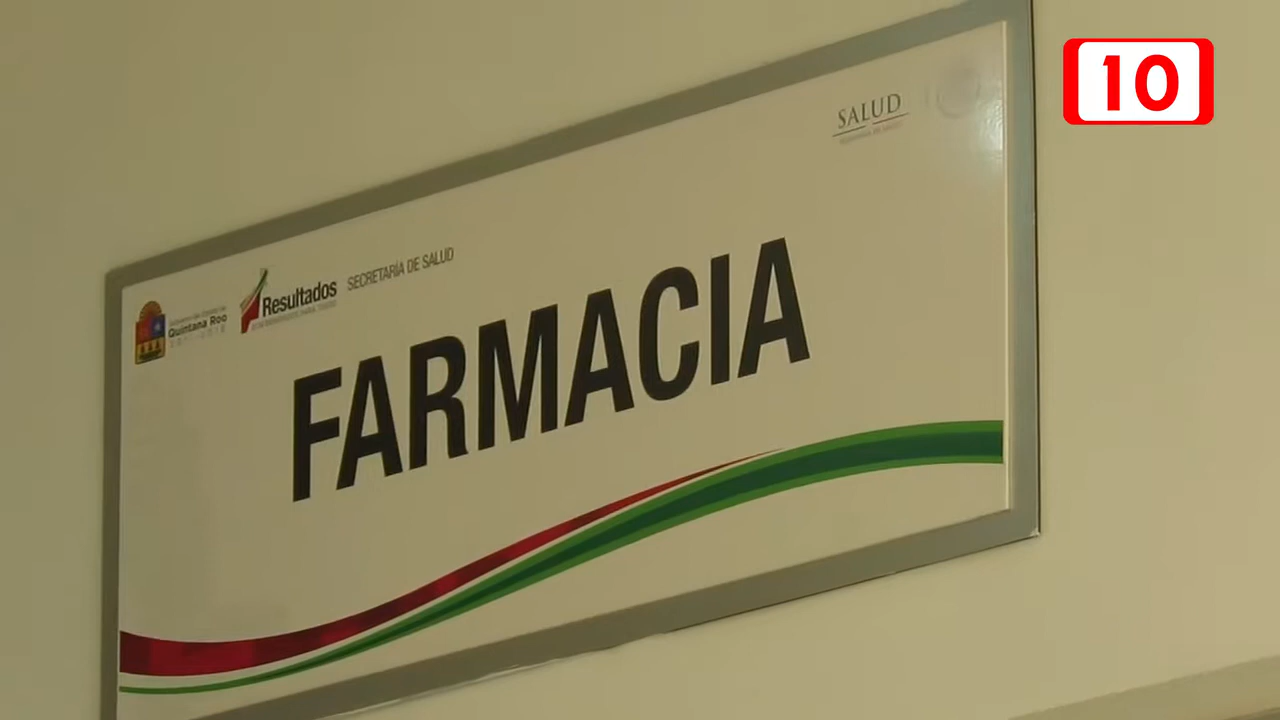 10
SALUD
SECRETARÍA DE SALUD
Resultados
Quintana Roo
FARMACIA